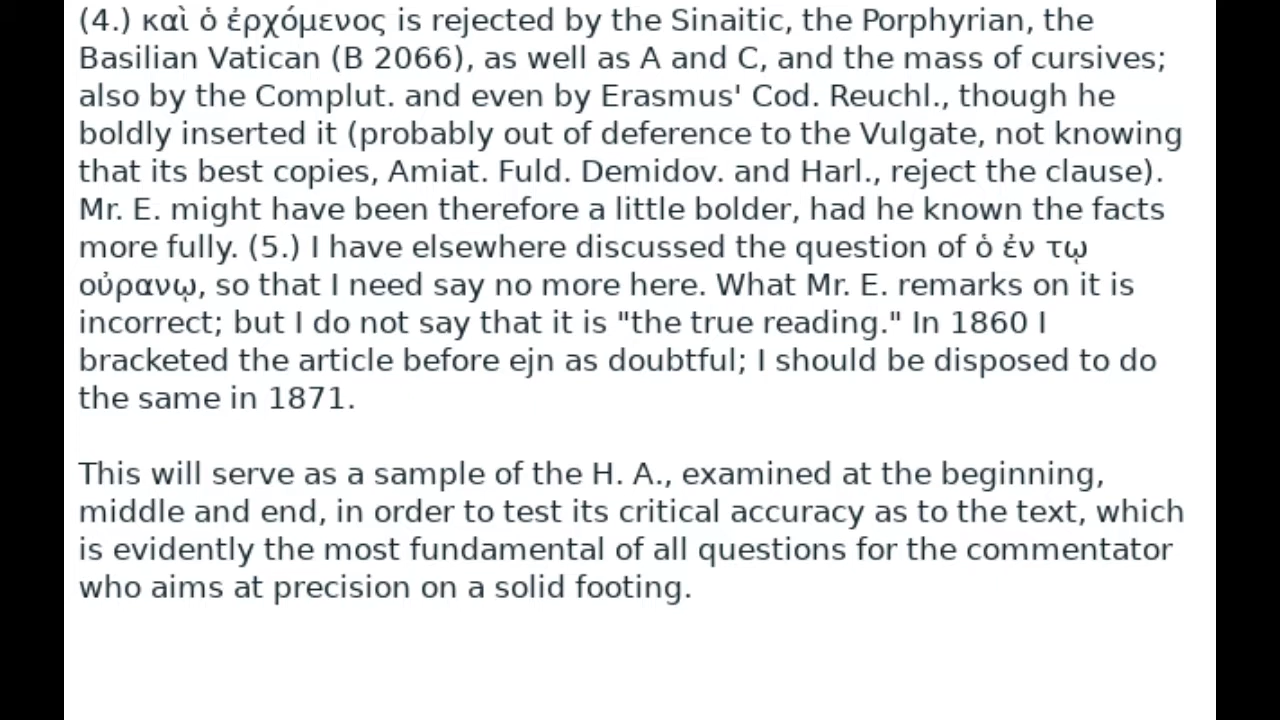 (4.) καὶ ὁ ἐρχόμενος is rejected by the Sinaitic, the Porphyrian, the
Basilian Vatican (B 2066), as well as A and C, and the mass of cursives;
also by the Complut. and even by Erasmus' Cod. Reuchl., though he
boldly inserted it (probably out of deference to the Vulgate, not knowing
that its best copies, Amiat. Fuld. Demidov. and Harl., reject the clause).
Mr. E. might have been therefore a little bolder, had he known the facts
more fully. (5.) I have elsewhere discussed the question of ὁ ἐν τῳ
οὐρανῳ, so that I need say no more here. What Mr. E. remarks on it is
incorrect; but I do not say that it is "the true reading." In 1860 I
bracketed the article before ejn as doubtful; I should be disposed to do
the same in 1871.
This will serve as a sample of the H. A., examined at the beginning,
middle and end, in order to test its critical accuracy as to the text, which
is evidently the most fundamental of all questions for the commentator
who aims at precision on a solid footing.